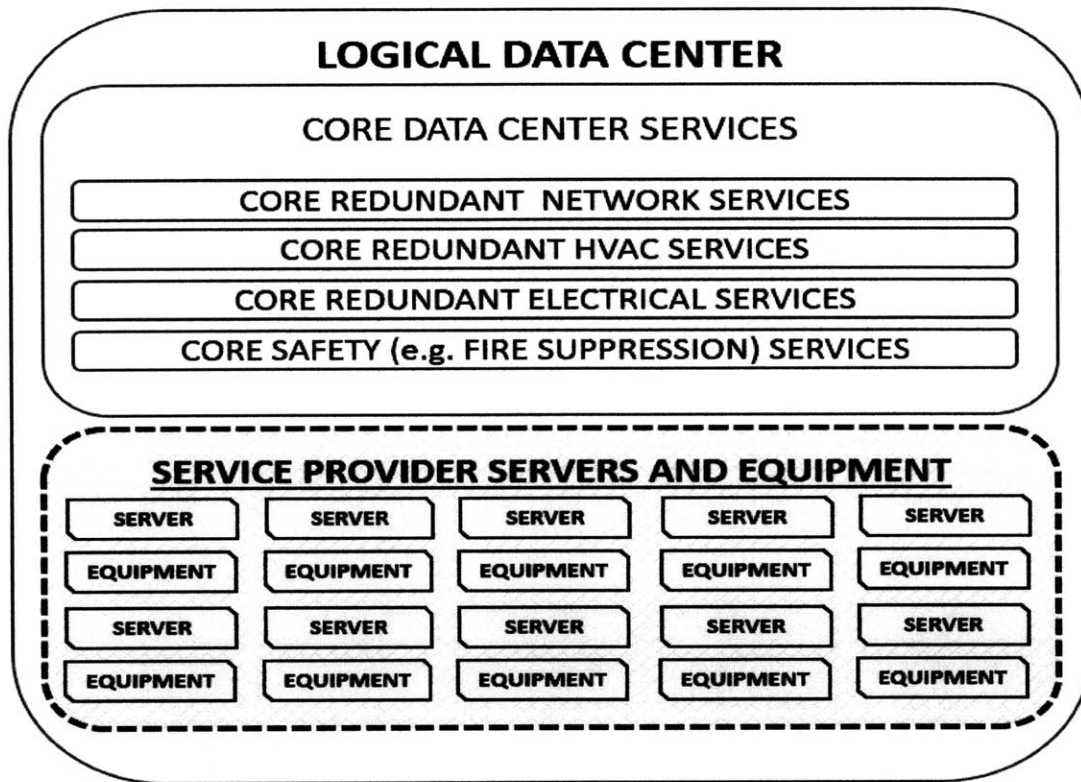 LOGICAL DATA CENTER
CORE DATA CENTER SERVICES
CORE REDUNDANT NETWORK SERVICES
CORE REDUNDANT HVAC SERVICES
CORE REDUNDANT ELECTRICAL SERVICES
CORE SAFETY (e.g. FIRE SUPPRESSION) SERVICES
SERVICE PROVIDER SERVERS AND EQUIPMENT
SERVER SERVER SERVER SERVER SERVER
EQUIPMENT EQUIPMENT EQUIPMENT EQUIPMENT EQUIPMENT
SERVER SERVER SERVER SERVER SERVER
EQUIPMENT EQUIPMENT EQUIPMENT EQUIPMENT EQUIPMENT